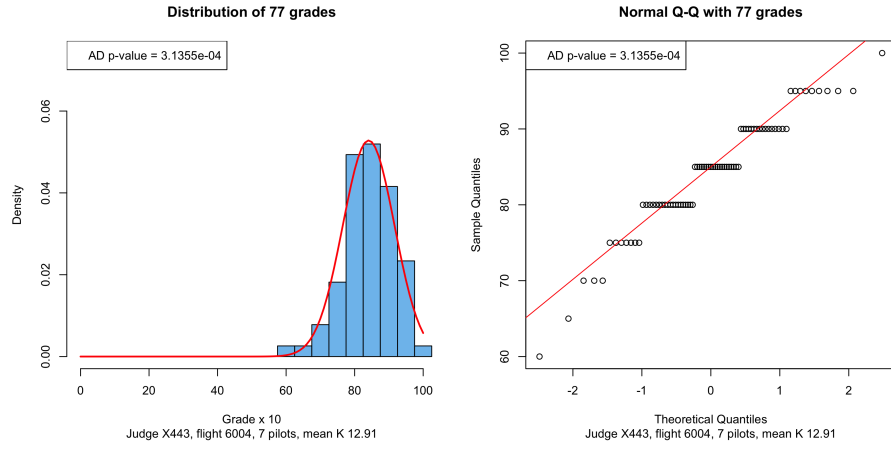 Distribution of 77 grades
AD p-value = 3.1355e-04
Density
0.00
0.02
0.04
0.06
0
20
40
60
80
100
Grade x 10
Judge X443, flight 6004, 7 pilots, mean K 12.91
Normal Q-Q with 77 grades
AD p-value = 3.1355e-04
Sample Quantiles
60
70
80
90
100
-2
-1
0
1
2
Theoretical Quantiles
Judge X443, flight 6004, 7 pilots, mean K 12.91